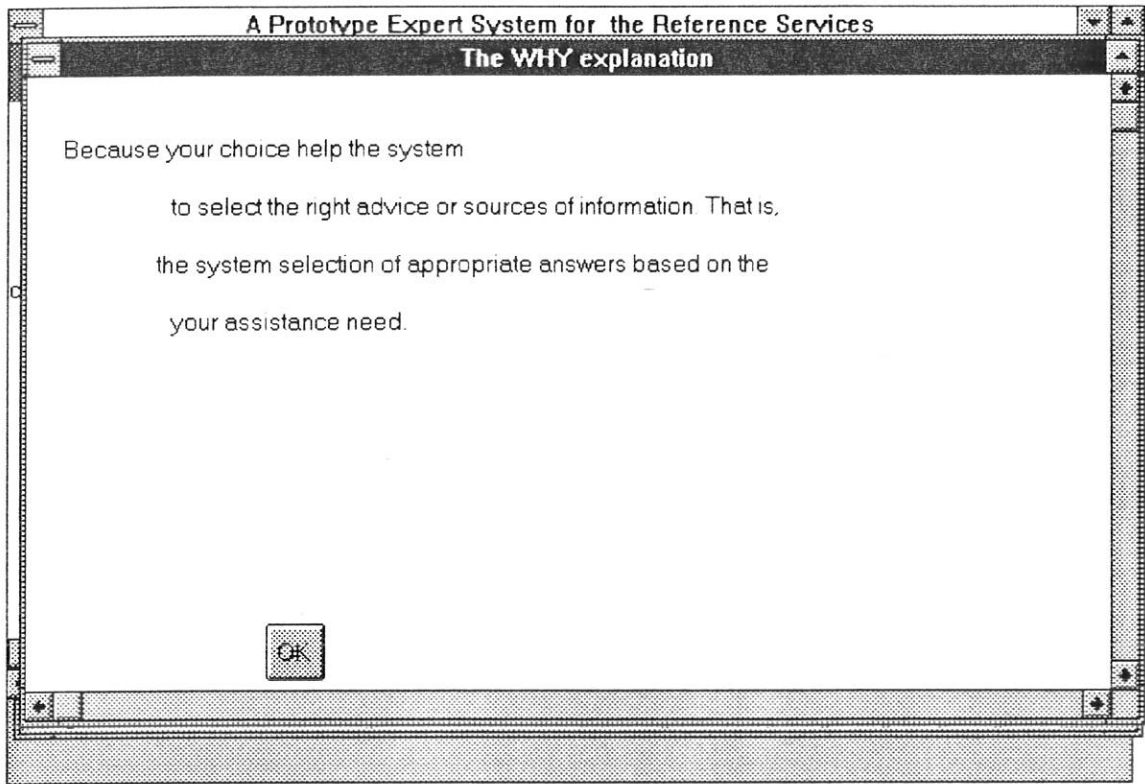 A Prototype Expert System for the Reference Services
The WHY explanation
Because your choice help the system
to select the right advice or sources of information. That is,
the system selection of appropriate answers based on the
your assistance need.
OK